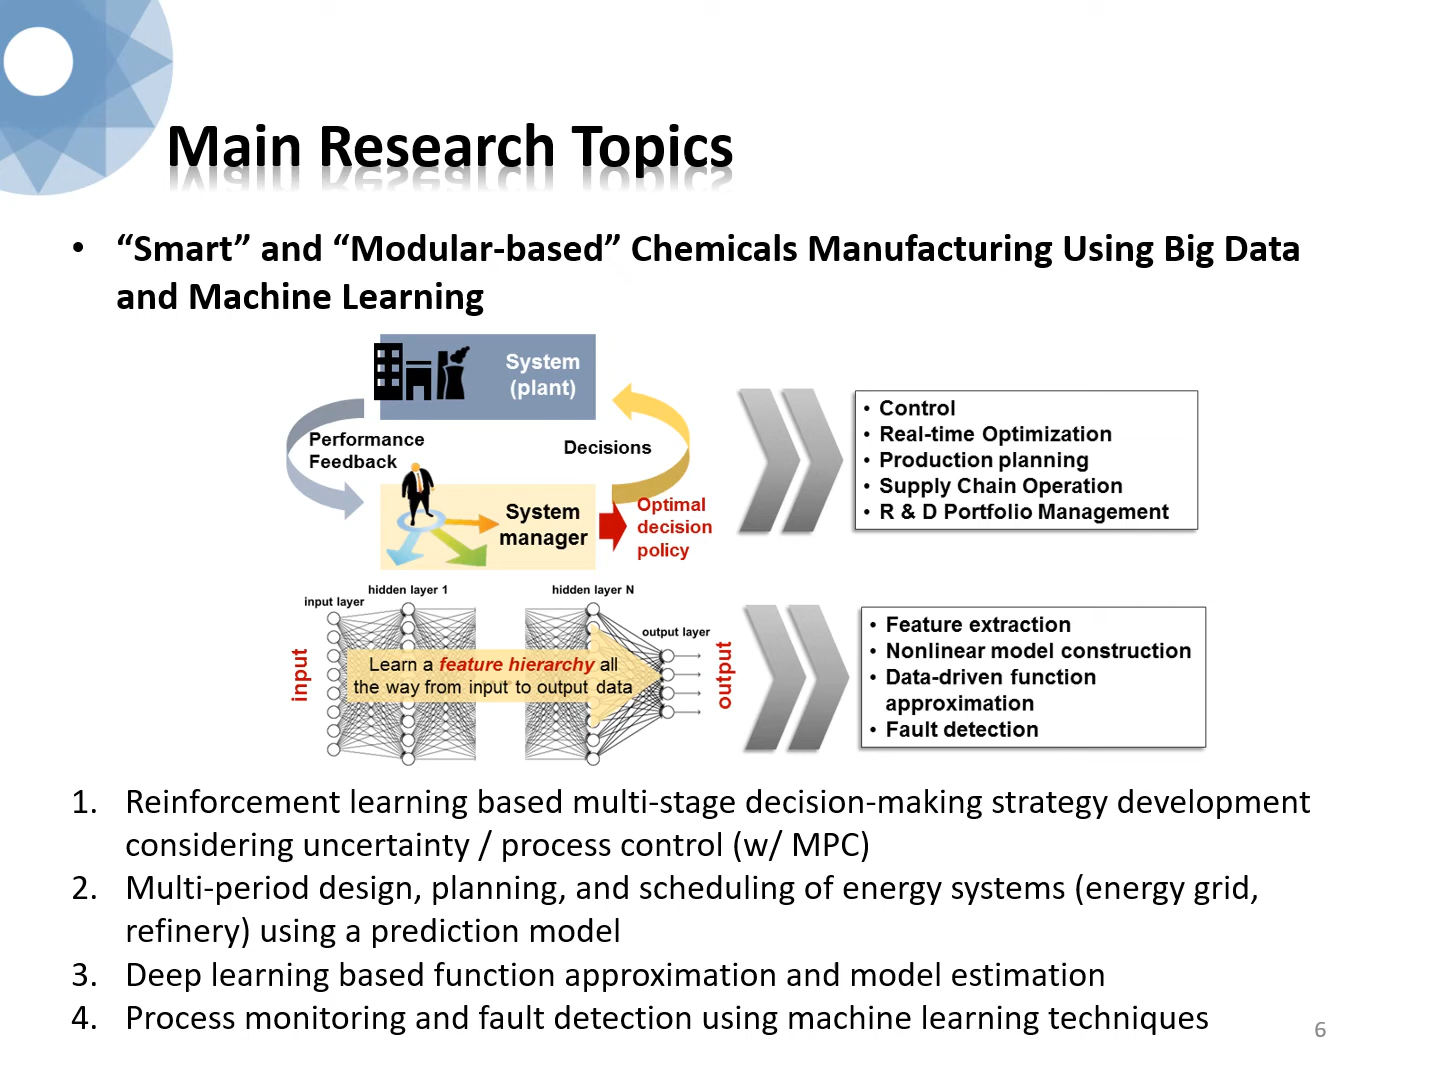 Main Research Topics
• “Smart” and “Modular-based” Chemicals Manufacturing Using Big Data
and Machine Learning
System
(plant)
Performance
Feedback
Decisions
System
manager
Optimal
decision
policy
• Control
• Real-time Optimization
• Production planning
• Supply Chain Operation
• R & D Portfolio Management
input layer
hidden layer 1
hidden layer N
output layer
input
Learn a feature hierarchy all
the way from input to output data
output
• Feature extraction
• Nonlinear model construction
• Data-driven function
approximation
• Fault detection
1. Reinforcement learning based multi-stage decision-making strategy development
considering uncertainty / process control (w/ MPC)
2. Multi-period design, planning, and scheduling of energy systems (energy grid,
refinery) using a prediction model
3. Deep learning based function approximation and model estimation
4. Process monitoring and fault detection using machine learning techniques
6